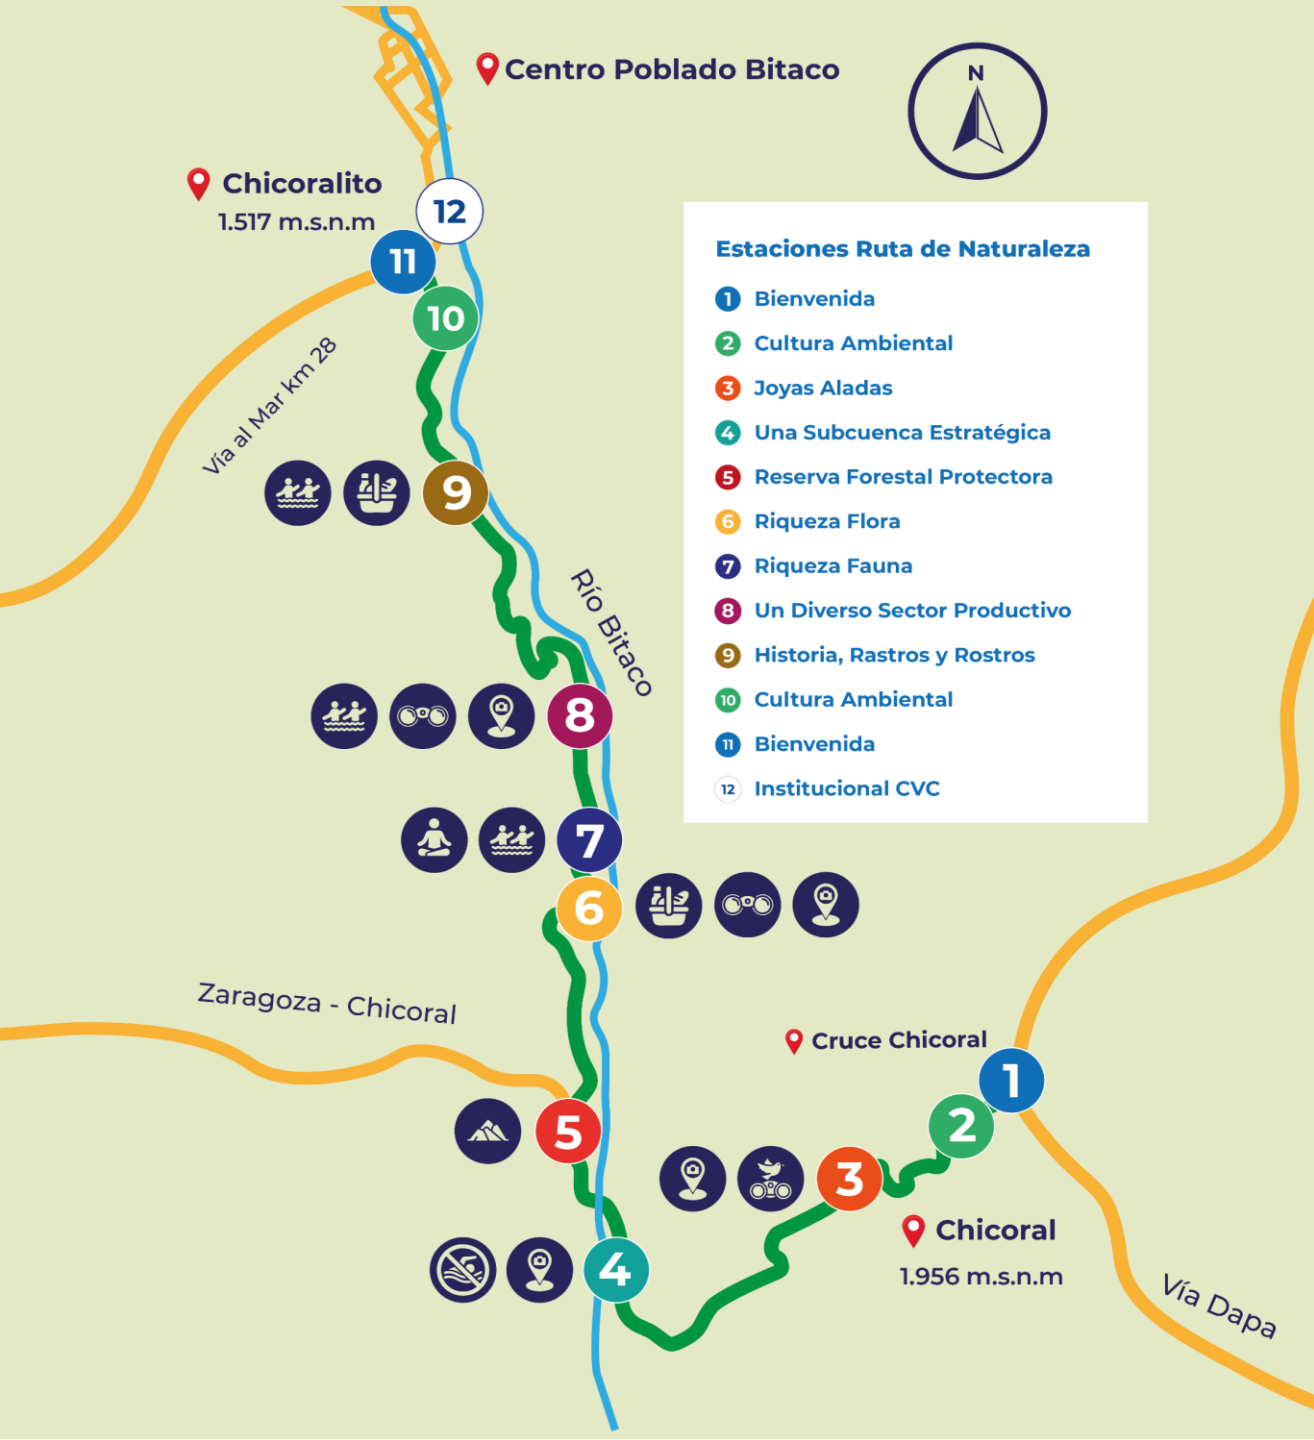 Centro Poblado Bitaco
N
Chicoralito
1.517 m.s.n.m
12
11
10
Vía al Mar km 28
9
Río Bitaco
8
7
6
Zaragoza - Chicoral
5
4
Cruce Chicoral
1
2
3
Chicoral
1.956 m.s.n.m
Vía Dapa
Estaciones Ruta de Naturaleza
1 Bienvenida
2 Cultura Ambiental
3 Joyas Aladas
4 Una Subcuenca Estratégica
5 Reserva Forestal Protectora
6 Riqueza Flora
7 Riqueza Fauna
8 Un Diverso Sector Productivo
9 Historia, Rastros y Rostros
10 Cultura Ambiental
11 Bienvenida
12 Institucional CVC